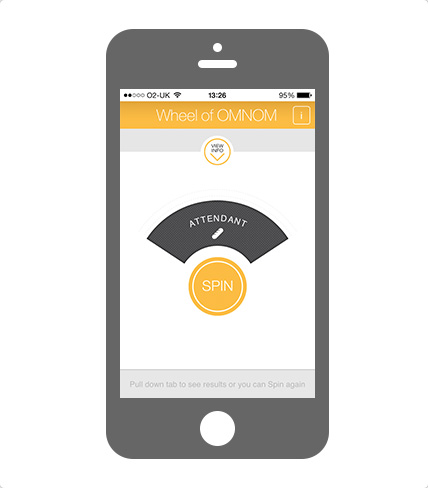 O2-UK 13:26 95%
Wheel of OMNOM i
VIEW
INFO
ATTENDANT
SPIN
Pull down tab to see results or you can Spin again